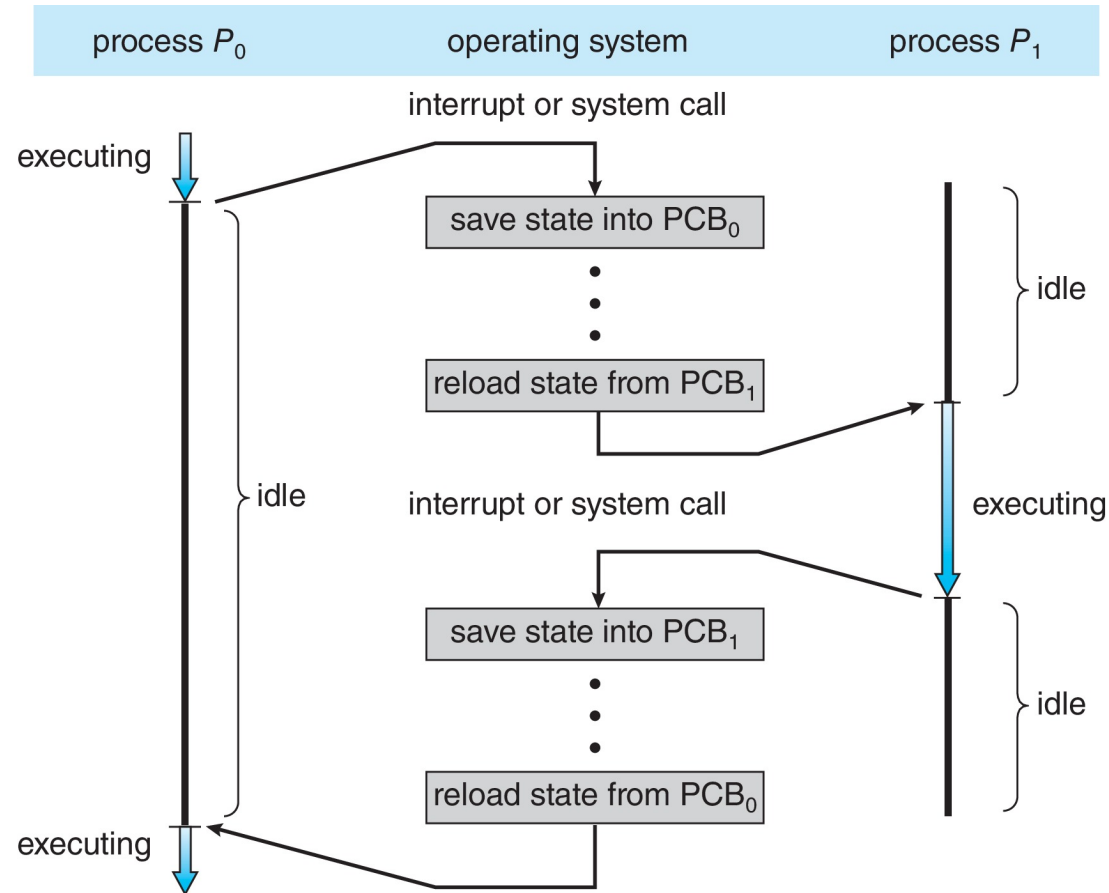 process P₀ operating system process P₁
interrupt or system call
executing
save state into PCB₀
idle
reload state from PCB₁
idle
interrupt or system call
executing
save state into PCB₁
idle
reload state from PCB₀
executing